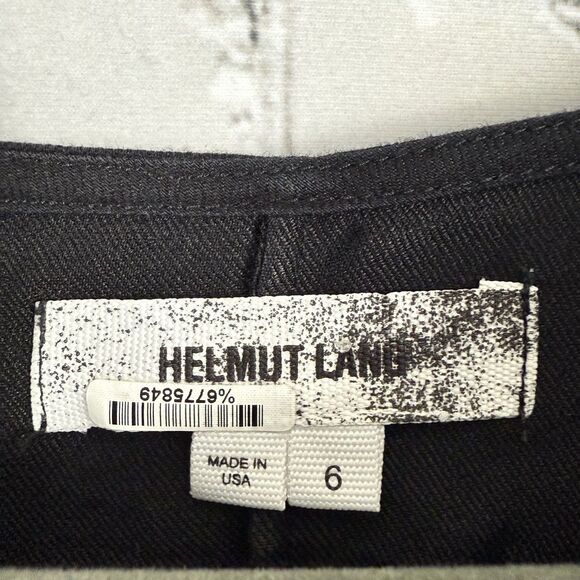 HELMUT LANG
%6775849
MADE IN
USA
6